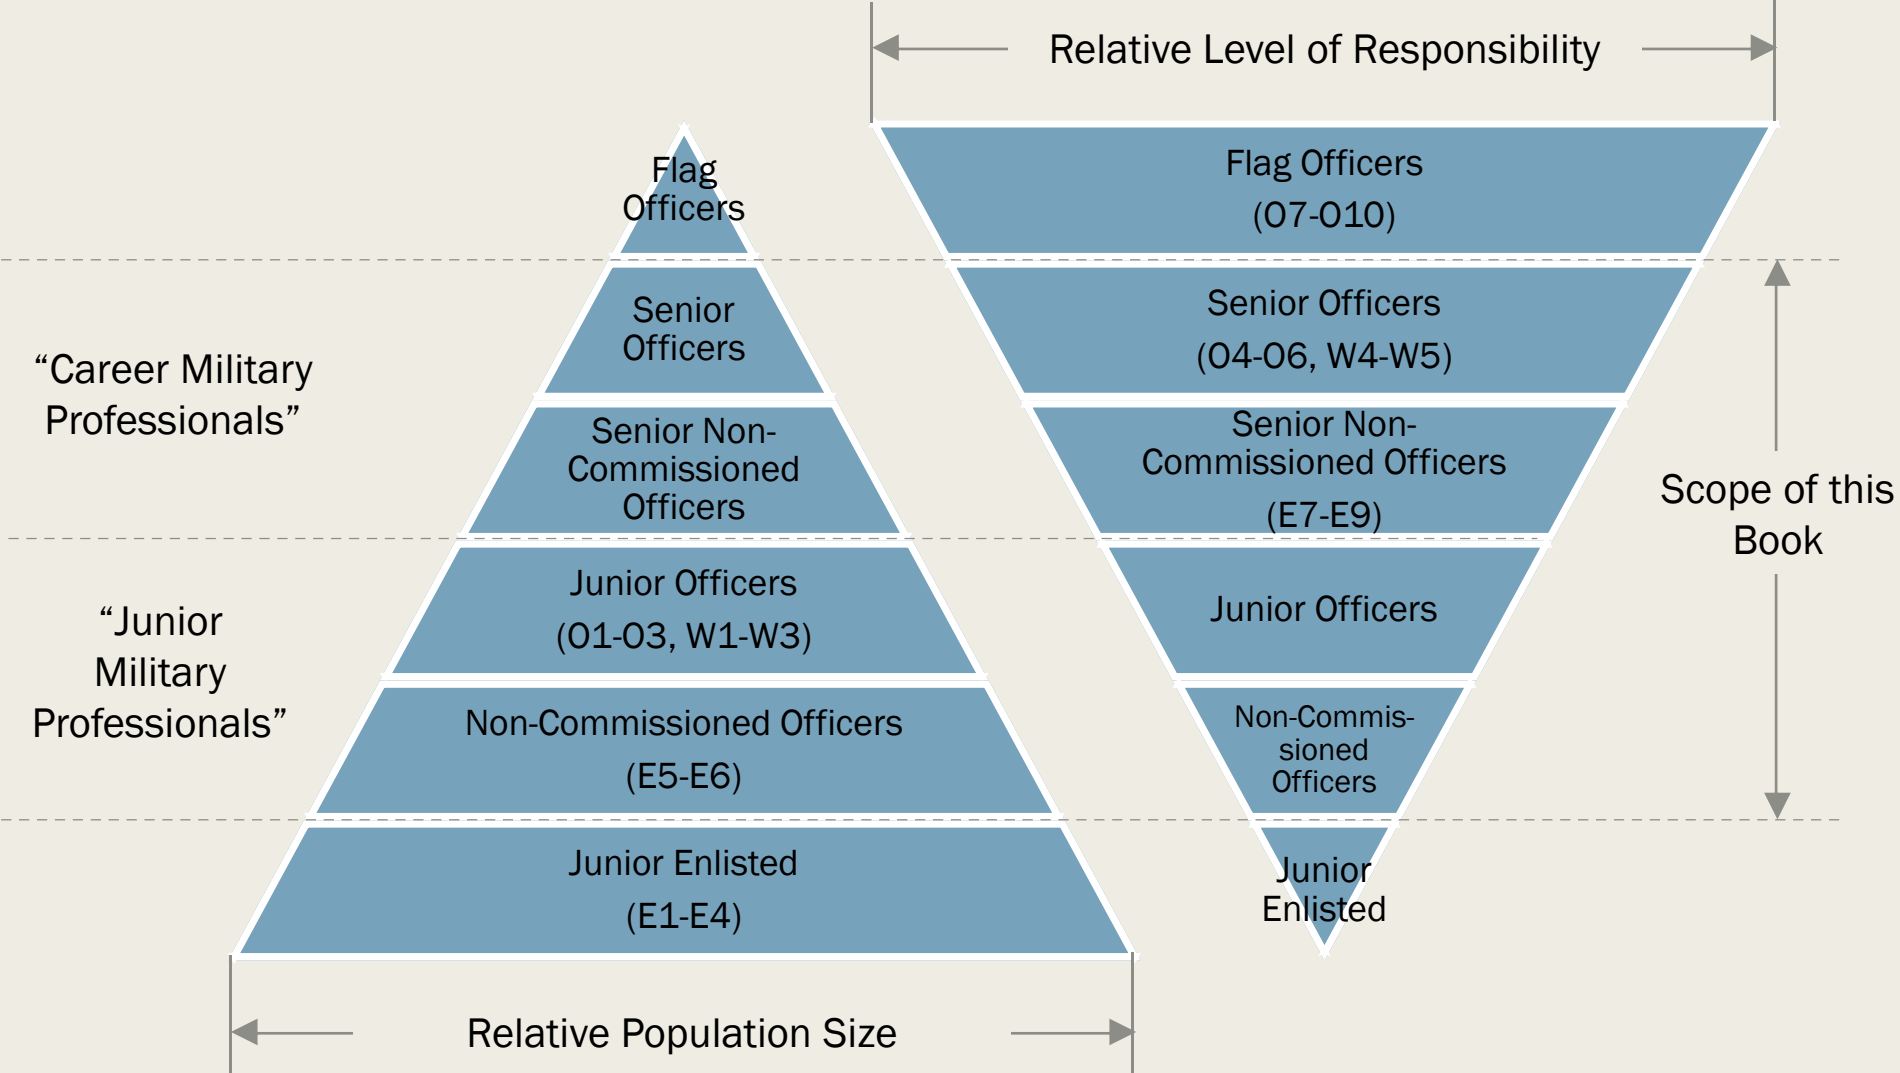 Relative Level of Responsibility
Flag
Officers
Flag Officers
(O7-O10)
Senior
Officers
Senior Officers
(O4-O6, W4-W5)
“Career Military
Professionals”
Senior Non-
Commissioned
Officers
Senior Non-
Commissioned Officers
(E7-E9)
Scope of this
Book
“Junior
Military
Professionals”
Junior Officers
(O1-O3, W1-W3)
Junior Officers
Non-Commissioned Officers
(E5-E6)
Non-Commis-
sioned
Officers
Junior Enlisted
(E1-E4)
Junior
Enlisted
Relative Population Size